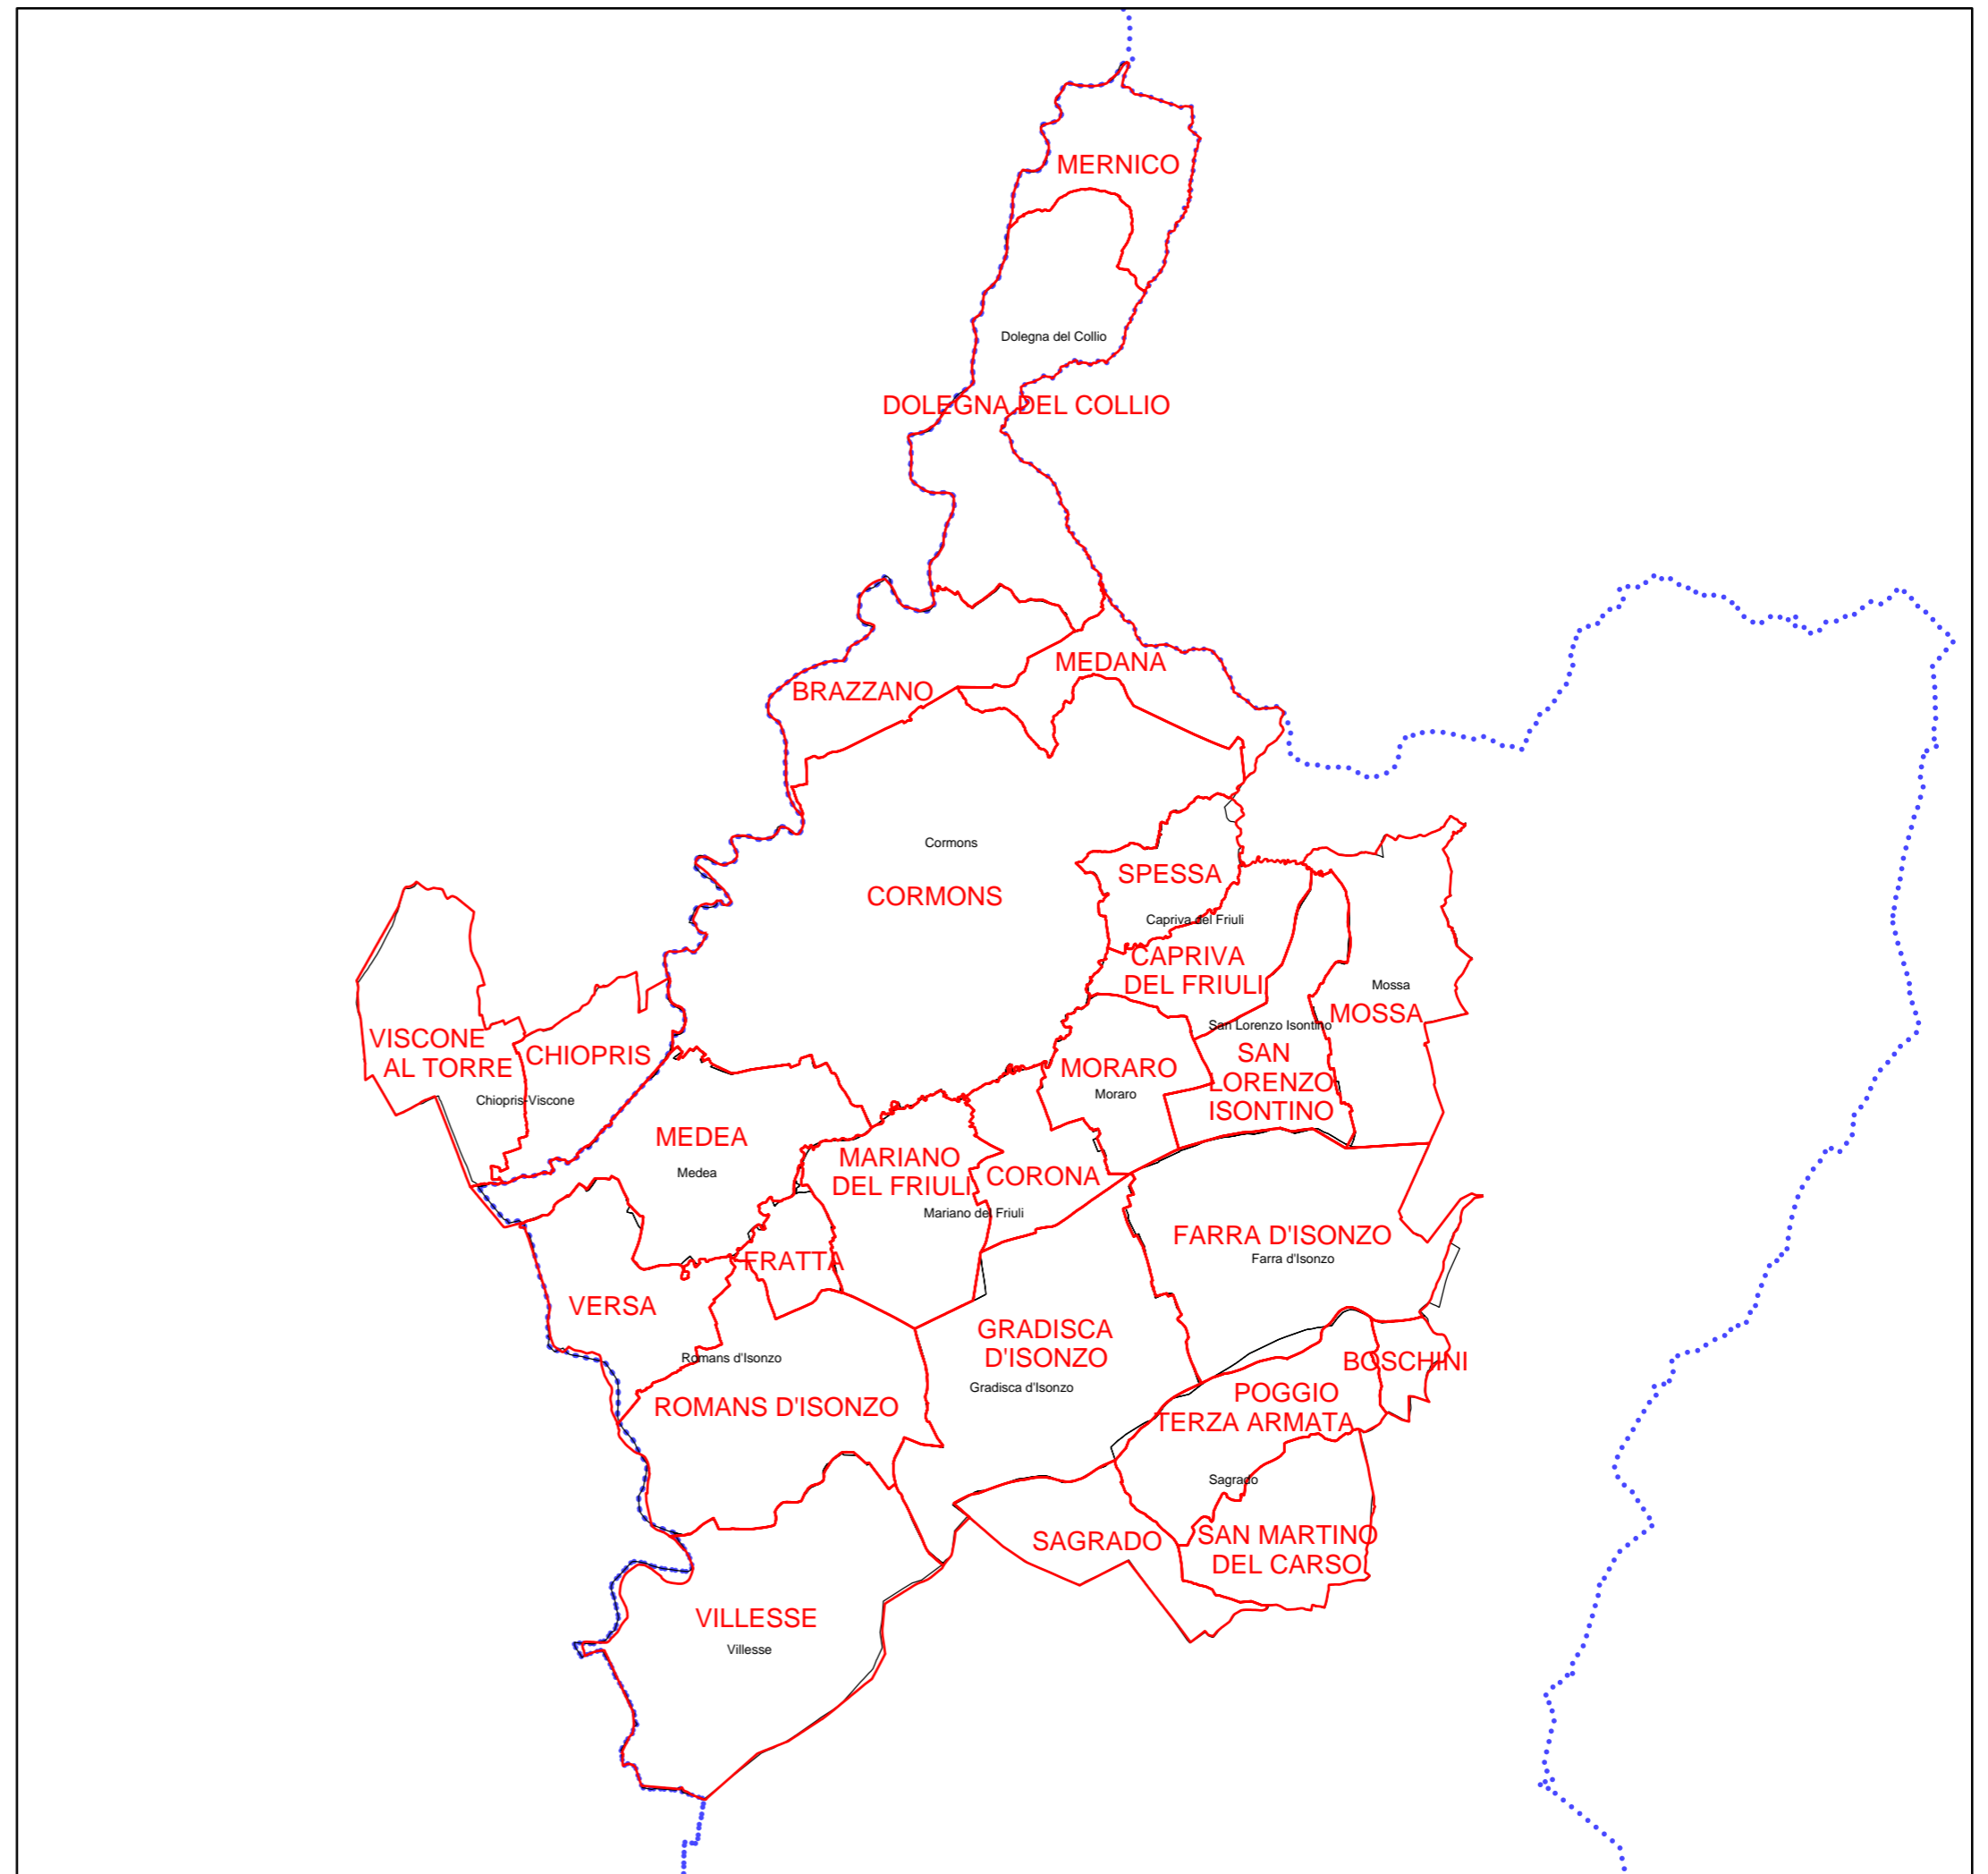 MERNICO
Dolegna del Collio
DOLEGNA DEL COLLIO
MEDANA
BRAZZANO
Cormons
CORMONS
SPESSA
Capriva del Friuli
CAPRIVA
DEL FRIULI
Mossa
MOSSA
San Lorenzo Isontino
SAN
LORENZO
ISONTINO
VISCONE
AL TORRE
CHIOPRIS
Chiopris-Viscone
MORARO
Moraro
MEDEA
Medea
MARIANO
DEL FRIULI
CORONA
Mariano del Friuli
FARRA D'ISONZO
Farra d'Isonzo
FRATTA
VERSA
GRADISCA
D'ISONZO
Gradisca d'Isonzo
Romans d'Isonzo
ROMANS D'ISONZO
BOSCHINI
POGGIO
TERZA ARMATA
Sagrado
SAGRADO
SAN MARTINO
DEL CARSO
VILLESSE
Villesse